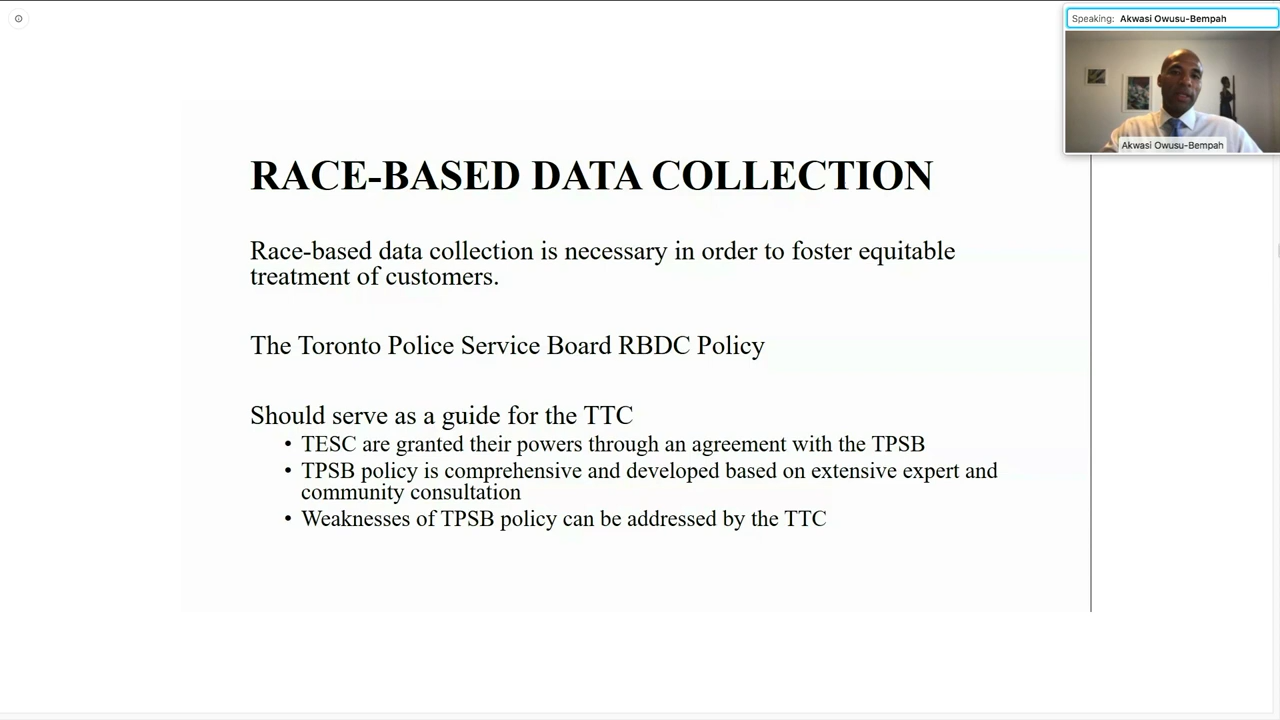 Speaking: Akwasi Owusu-Bempah
Akwasi Owusu-Bempah
RACE-BASED DATA COLLECTION
Race-based data collection is necessary in order to foster equitable
treatment of customers.
The Toronto Police Service Board RBDC Policy
Should serve as a guide for the TTC
• TESC are granted their powers through an agreement with the TPSB
• TPSB policy is comprehensive and developed based on extensive expert and
community consultation
• Weaknesses of TPSB policy can be addressed by the TTC